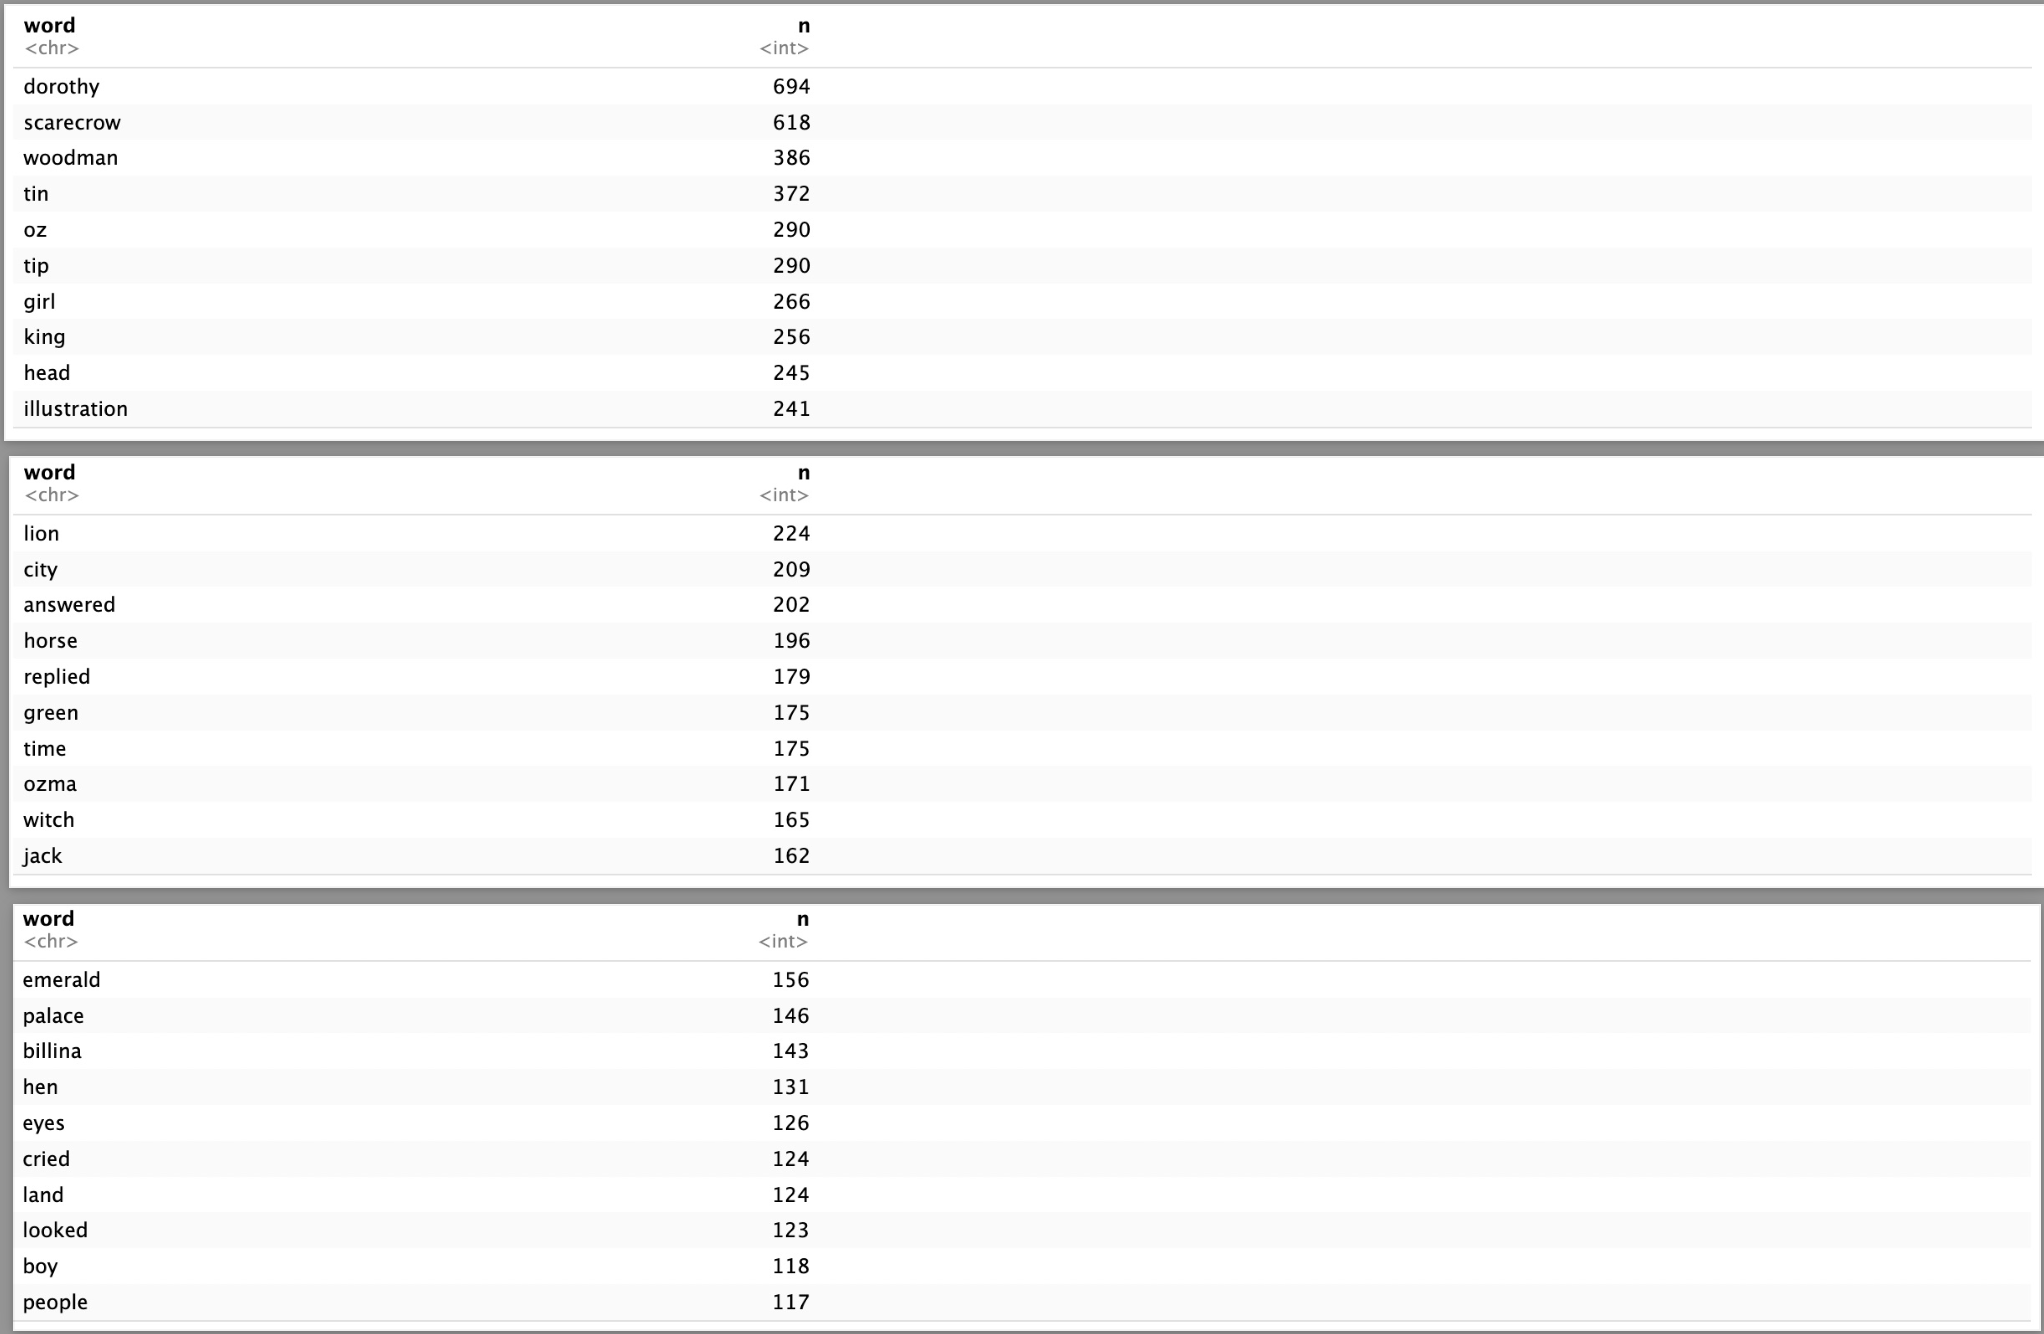 word n
<chr> <int>
dorothy 694
scarecrow 618
woodman 386
tin 372
oz 290
tip 290
girl 266
king 256
head 245
illustration 241
word n
<chr> <int>
lion 224
city 209
answered 202
horse 196
replied 179
green 175
time 175
ozma 171
witch 165
jack 162
word n
<chr> <int>
emerald 156
palace 146
billina 143
hen 131
eyes 126
cried 124
land 124
looked 123
boy 118
people 117